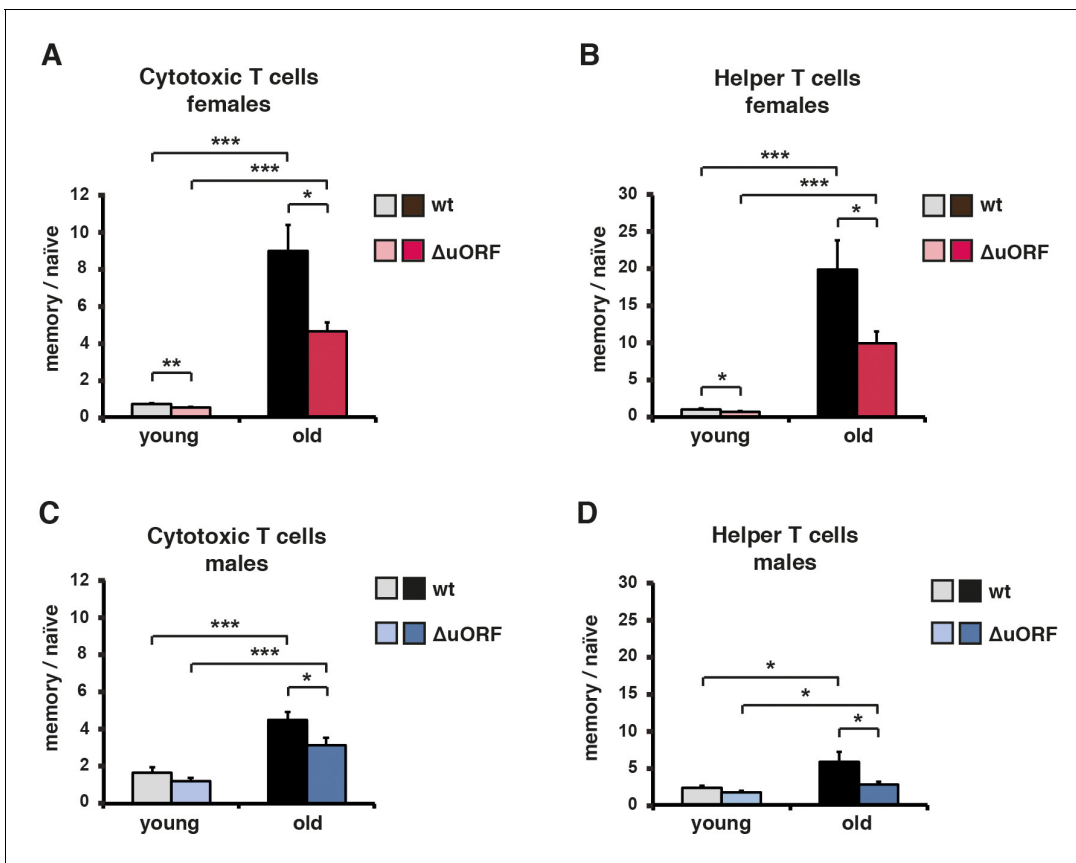 A
Cytotoxic T cells
females
***
***
*
**
12
10
8
6
4
2
0
memory / naïve
young
old
wt
ΔuORF
B
Helper T cells
females
***
***
*
*
30
25
20
15
10
5
0
memory / naïve
young
old
wt
ΔuORF
C
Cytotoxic T cells
males
***
***
*
12
10
8
6
4
2
0
memory / naïve
young
old
wt
ΔuORF
D
Helper T cells
males
*
*
*
30
25
20
15
10
5
0
memory / naïve
young
old
wt
ΔuORF